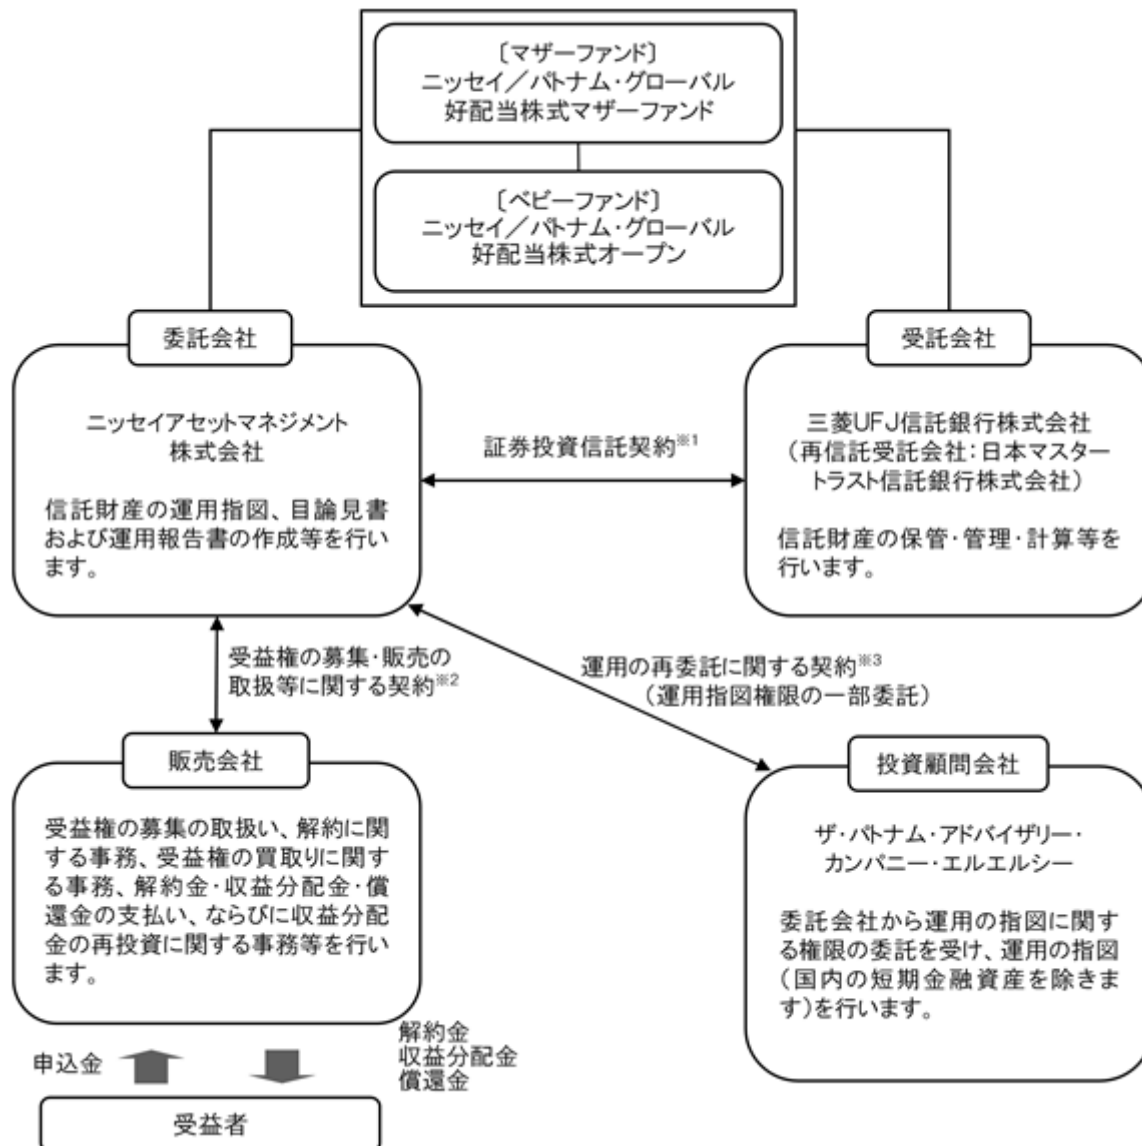 〔マザーファンド〕
ニッセイ／パトナム・グローバル
好配当株式マザーファンド
〔ベビーファンド〕
ニッセイ／パトナム・グローバル
好配当株式オープン
委託会社
ニッセイアセットマネジメント
株式会社
信託財産の運用指図、目論見書
および運用報告書の作成等を行い
ます。
証券投資信託契約※1
受託会社
三菱UFJ信託銀行株式会社
（再信託受託会社：日本マスター
トラスト信託銀行株式会社）
信託財産の保管・管理・計算等を
行います。
受益権の募集・販売の
取扱等に関する契約※2
運用の再委託に関する契約※3
（運用指図権限の一部委託）
販売会社
受益権の募集の取扱い、解約に関
する事務、受益権の買取りに関す
る事務、解約金・収益分配金・償
還金の支払い、ならびに収益分配
金の再投資に関する事務等を行い
ます。
投資顧問会社
ザ・パトナム・アドバイザリー・
カンパニー・エルエルシー
委託会社から運用の指図に関す
る権限の委託を受け、運用の指図
（国内の短期金融資産を除きま
す）を行います。
申込金
解約金
収益分配金
償還金
受益者